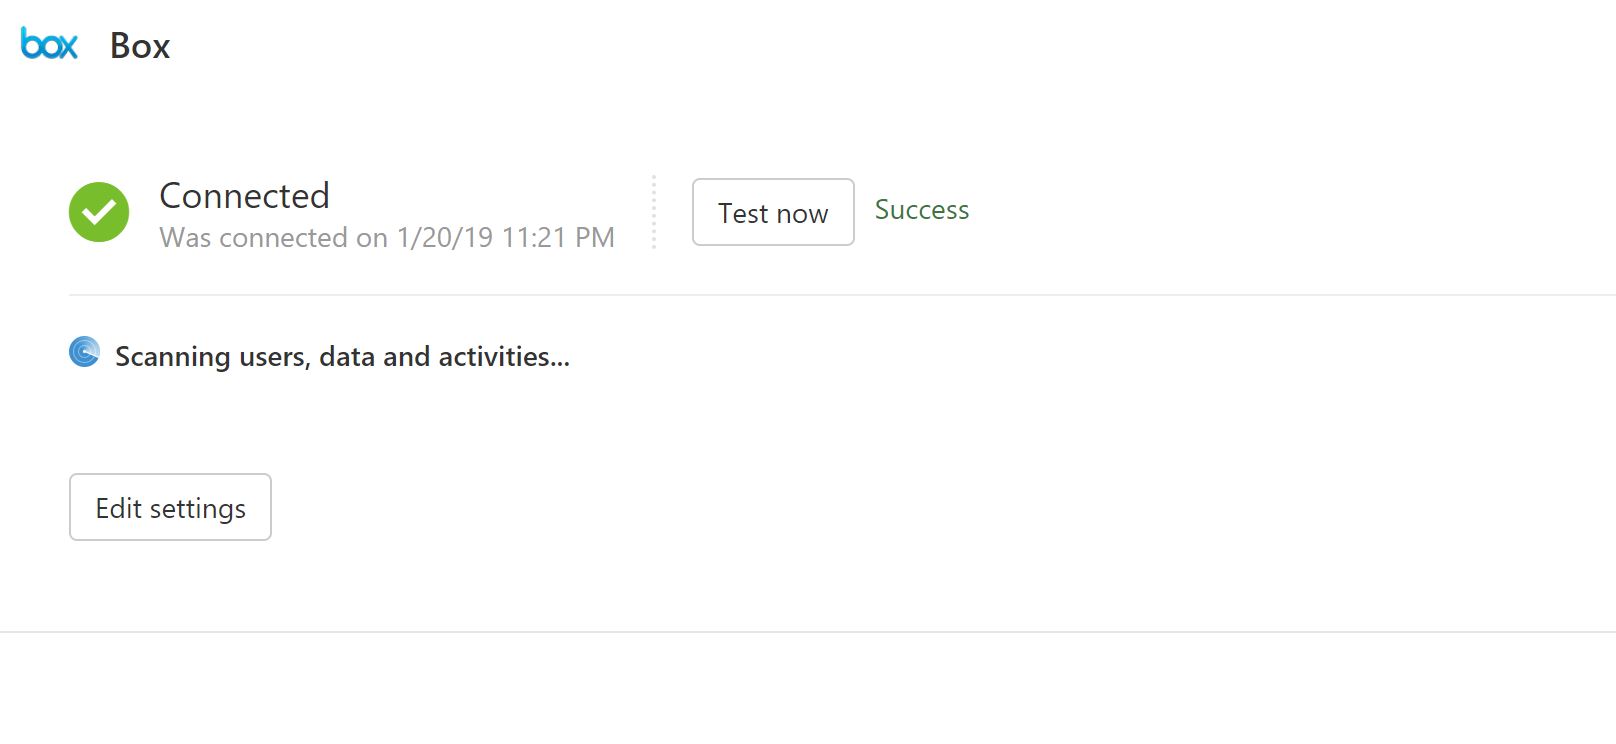 box Box
Connected
Was connected on 1/20/19 11:21 PM
Test now Success
Scanning users, data and activities...
Edit settings